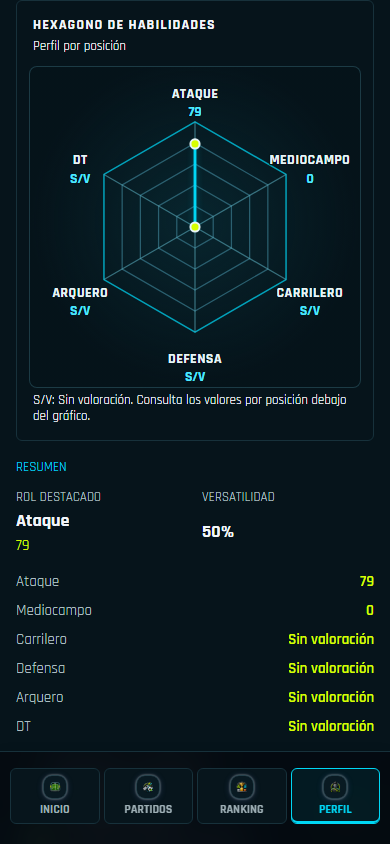 HEXAGONO DE HABILIDADES
Perfil por posición
ATAQUE
79
DT
S/V
MEDIOCAMPO
0
ARQUERO
S/V
CARRILERO
S/V
DEFENSA
S/V
S/V: Sin valoración. Consulta los valores por posición debajo
del gráfico.
RESUMEN
ROL DESTACADO
Ataque
79
VERSATILIDAD
50%
Ataque 79
Mediocampo 0
Carrilero Sin valoración
Defensa Sin valoración
Arquero Sin valoración
DT Sin valoración
INICIO PARTIDOS RANKING PERFIL